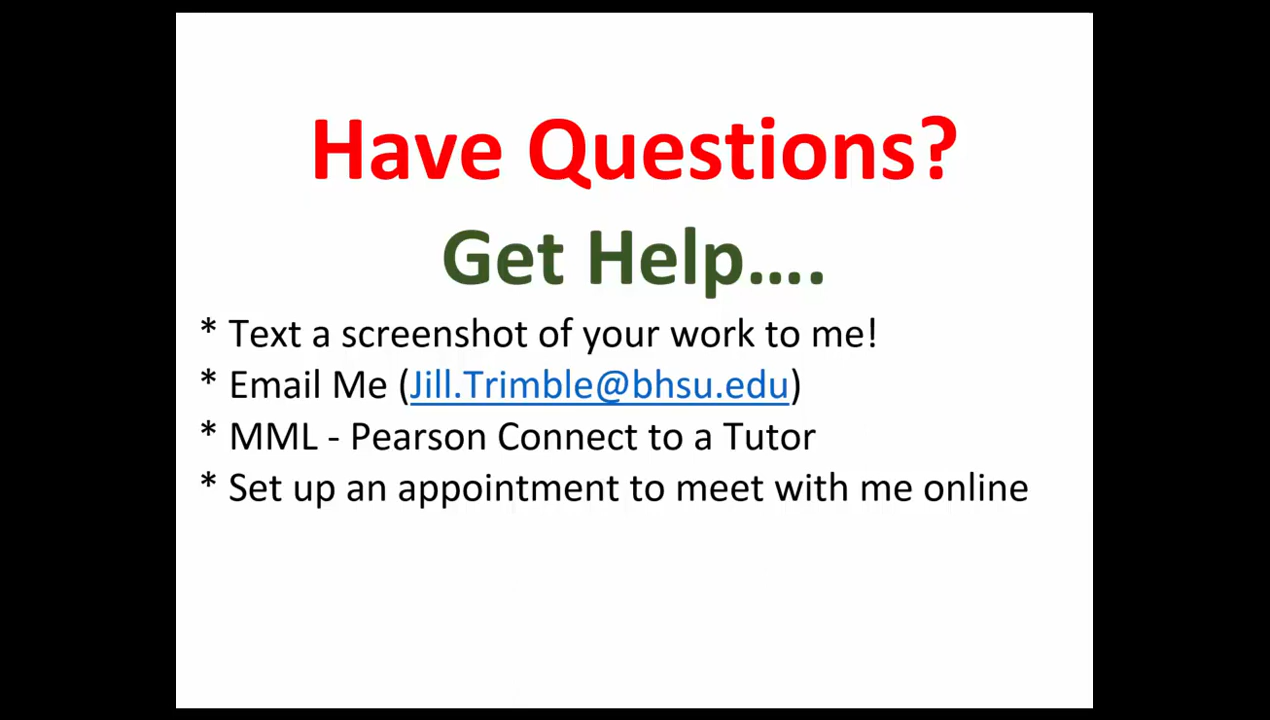 Have Questions?
Get Help….
* Text a screenshot of your work to me!
* Email Me (Jill.Trimble@bhsu.edu)
* MML - Pearson Connect to a Tutor
* Set up an appointment to meet with me online